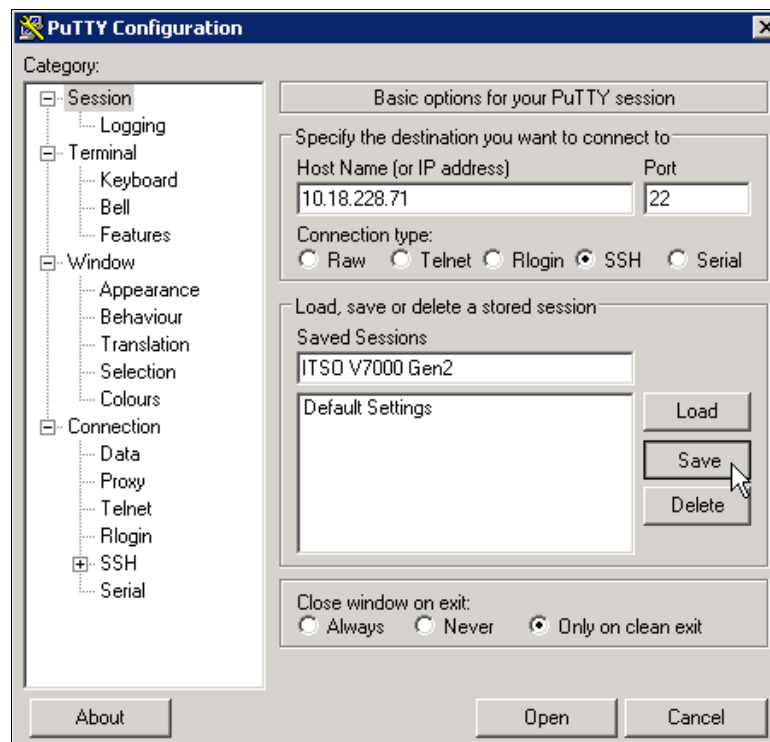 PuTTY Configuration
Category:
Session
Logging
Terminal
Keyboard
Bell
Features
Window
Appearance
Behaviour
Translation
Selection
Colours
Connection
Data
Proxy
Telnet
Rlogin
SSH
Serial
Basic options for your PuTTY session
Specify the destination you want to connect to
Host Name (or IP address) Port
10.18.228.71 22
Connection type:
Raw Telnet Rlogin SSH Serial
Load, save or delete a stored session
Saved Sessions
ITSO V7000 Gen2
Default Settings
Load
Save
Delete
Close window on exit:
Always Never Only on clean exit
About Open Cancel